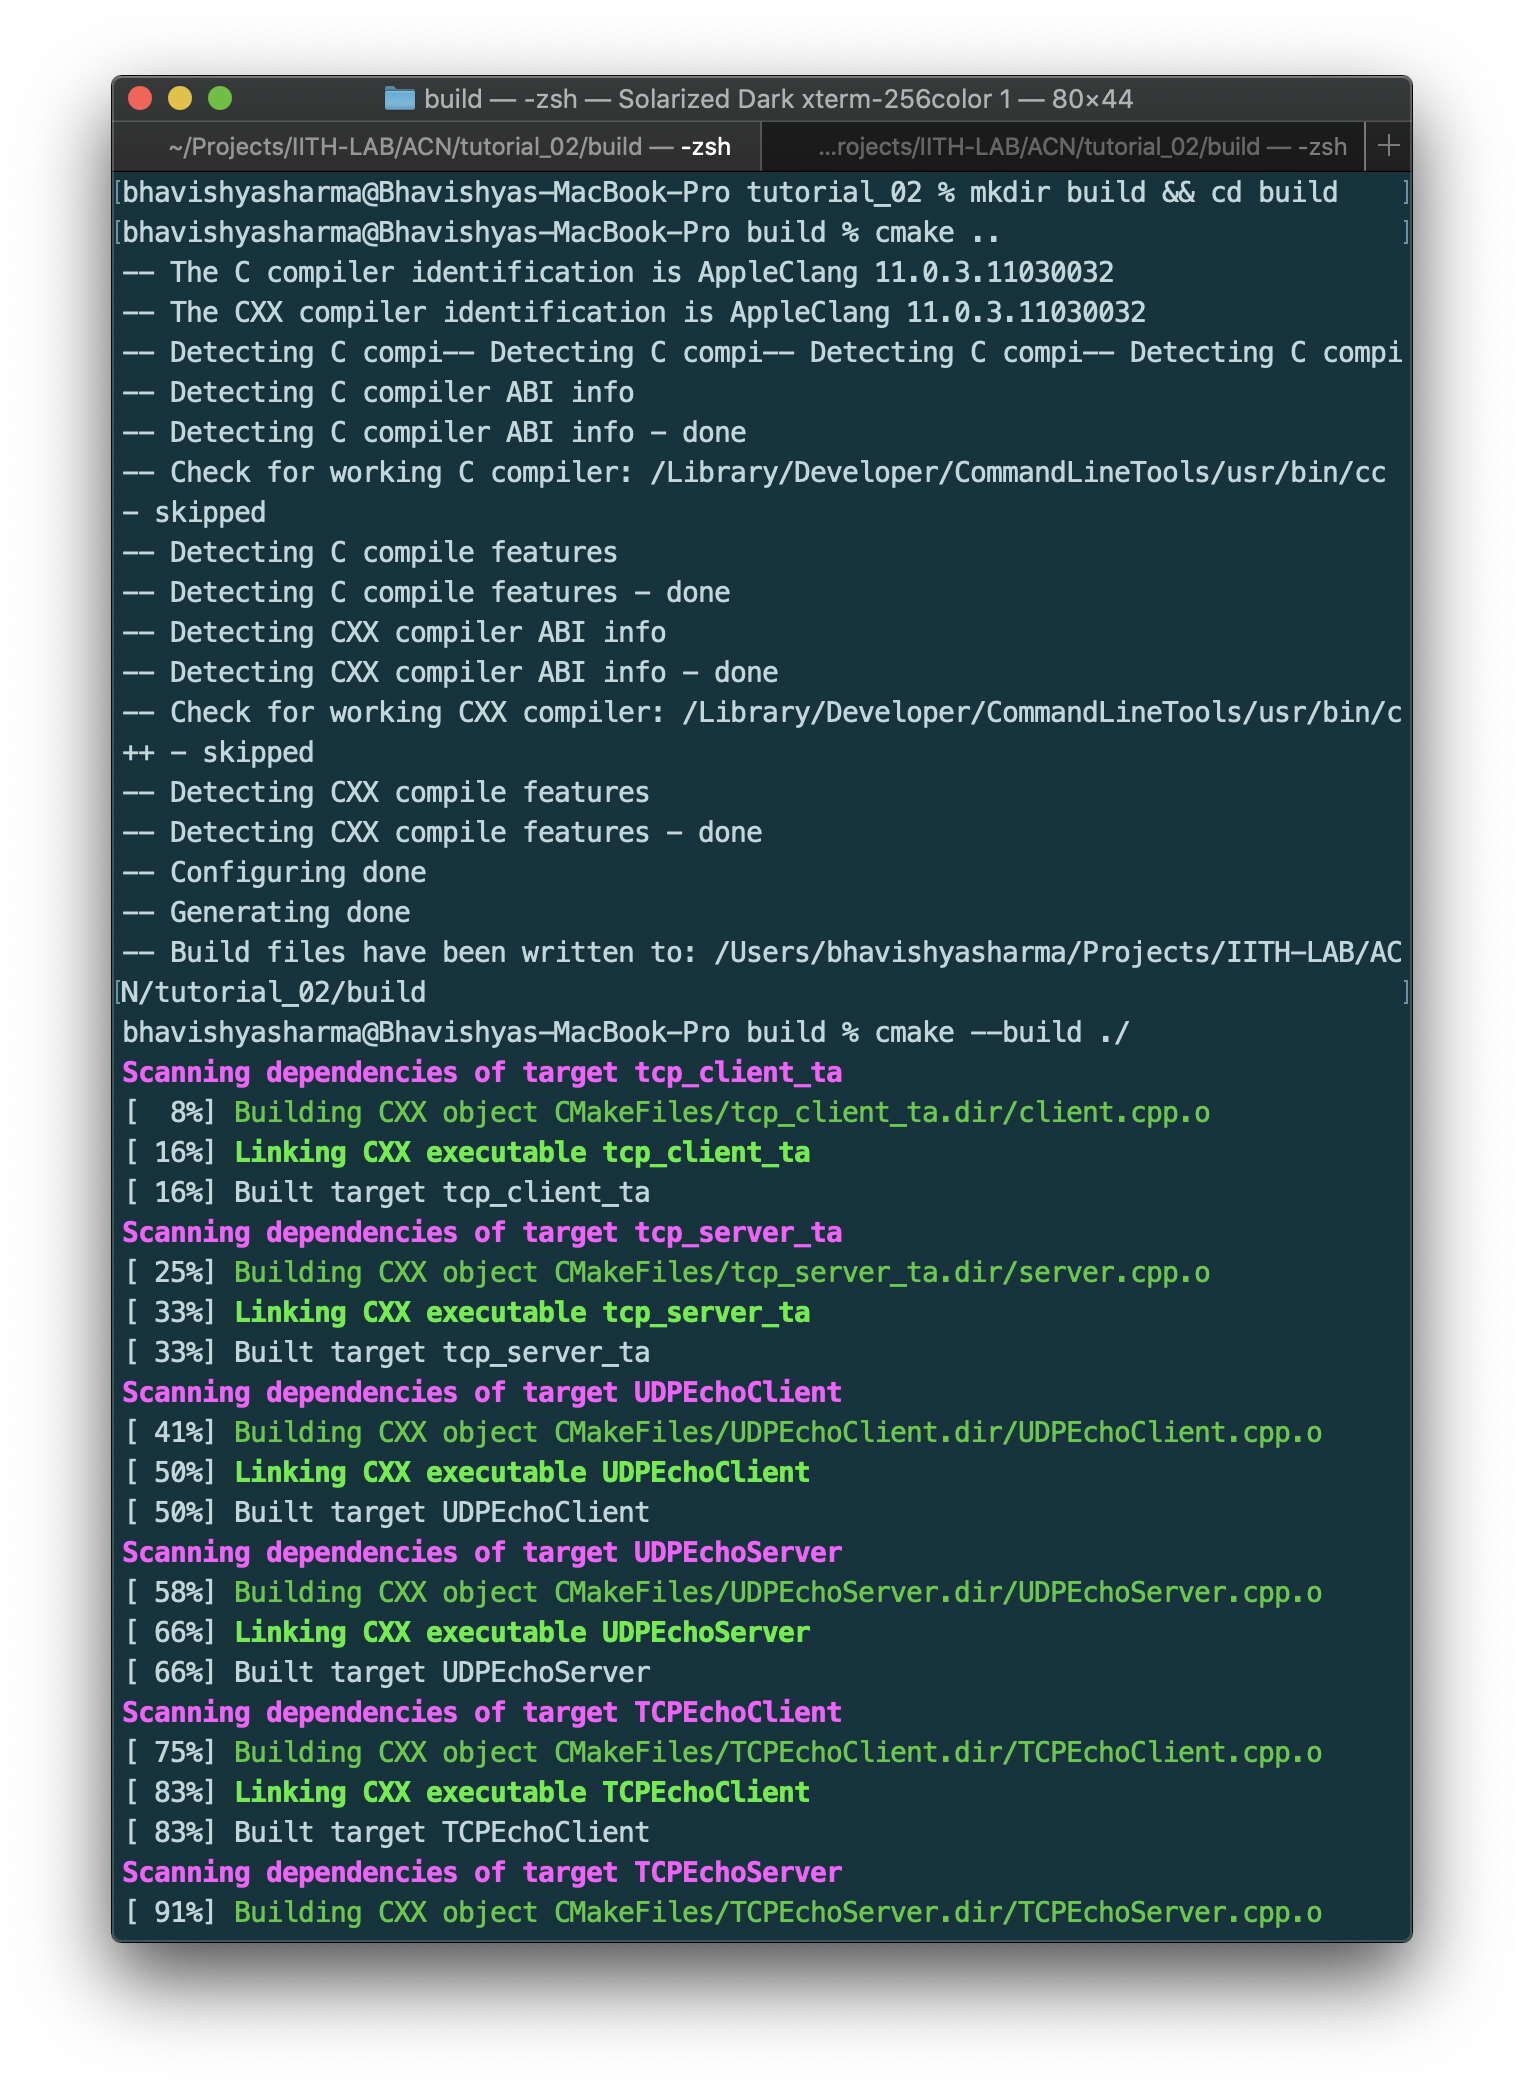 build — -zsh — Solarized Dark xterm-256color 1 — 80×44
~/Projects/IITH-LAB/ACN/tutorial_02/build — -zsh
...rojects/IITH-LAB/ACN/tutorial_02/build — -zsh
[bhavishyasharma@Bhavishyas-MacBook-Pro tutorial_02 % mkdir build && cd build ]
[bhavishyasharma@Bhavishyas-MacBook-Pro build % cmake .. ]
-- The C compiler identification is AppleClang 11.0.3.11030032
-- The CXX compiler identification is AppleClang 11.0.3.11030032
-- Detecting C compi-- Detecting C compi-- Detecting C compi-- Detecting C compi
-- Detecting C compiler ABI info
-- Detecting C compiler ABI info - done
-- Check for working C compiler: /Library/Developer/CommandLineTools/usr/bin/cc
- skipped
-- Detecting C compile features
-- Detecting C compile features - done
-- Detecting CXX compiler ABI info
-- Detecting CXX compiler ABI info - done
-- Check for working CXX compiler: /Library/Developer/CommandLineTools/usr/bin/c
++ - skipped
-- Detecting CXX compile features
-- Detecting CXX compile features - done
-- Configuring done
-- Generating done
-- Build files have been written to: /Users/bhavishyasharma/Projects/IITH-LAB/AC
[N/tutorial_02/build ]
bhavishyasharma@Bhavishyas-MacBook-Pro build % cmake --build ./
Scanning dependencies of target tcp_client_ta
[  8%] Building CXX object CMakeFiles/tcp_client_ta.dir/client.cpp.o
[ 16%] Linking CXX executable tcp_client_ta
[ 16%] Built target tcp_client_ta
Scanning dependencies of target tcp_server_ta
[ 25%] Building CXX object CMakeFiles/tcp_server_ta.dir/server.cpp.o
[ 33%] Linking CXX executable tcp_server_ta
[ 33%] Built target tcp_server_ta
Scanning dependencies of target UDPEchoClient
[ 41%] Building CXX object CMakeFiles/UDPEchoClient.dir/UDPEchoClient.cpp.o
[ 50%] Linking CXX executable UDPEchoClient
[ 50%] Built target UDPEchoClient
Scanning dependencies of target UDPEchoServer
[ 58%] Building CXX object CMakeFiles/UDPEchoServer.dir/UDPEchoServer.cpp.o
[ 66%] Linking CXX executable UDPEchoServer
[ 66%] Built target UDPEchoServer
Scanning dependencies of target TCPEchoClient
[ 75%] Building CXX object CMakeFiles/TCPEchoClient.dir/TCPEchoClient.cpp.o
[ 83%] Linking CXX executable TCPEchoClient
[ 83%] Built target TCPEchoClient
Scanning dependencies of target TCPEchoServer
[ 91%] Building CXX object CMakeFiles/TCPEchoServer.dir/TCPEchoServer.cpp.o